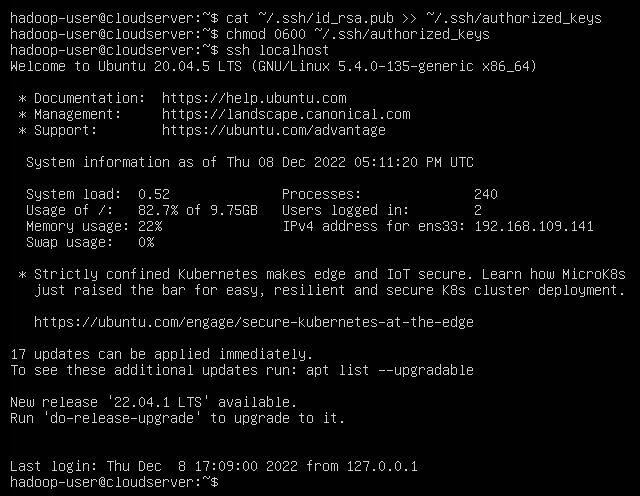 hadoop-user@cloudserver:~$ cat ~/.ssh/id_rsa.pub >> ~/.ssh/authorized_keys
hadoop-user@cloudserver:~$ chmod 0600 ~/.ssh/authorized_keys
hadoop-user@cloudserver:~$ ssh localhost
Welcome to Ubuntu 20.04.5 LTS (GNU/Linux 5.4.0-135-generic x86_64)

 * Documentation:  https://help.ubuntu.com
 * Management:     https://landscape.canonical.com
 * Support:        https://ubuntu.com/advantage

  System information as of Thu 08 Dec 2022 05:11:20 PM UTC

  System load:  0.52              Processes:              240
  Usage of /:   82.7% of 9.75GB   Users logged in:        2
  Memory usage: 22%               IPv4 address for ens33: 192.168.109.141
  Swap usage:   0%

 * Strictly confined Kubernetes makes edge and IoT secure. Learn how MicroK8s
   just raised the bar for easy, resilient and secure K8s cluster deployment.

   https://ubuntu.com/engage/secure-kubernetes-at-the-edge

17 updates can be applied immediately.
To see these additional updates run: apt list --upgradable

New release '22.04.1 LTS' available.
Run 'do-release-upgrade' to upgrade to it.


Last login: Thu Dec  8 17:09:00 2022 from 127.0.0.1
hadoop-user@cloudserver:~$